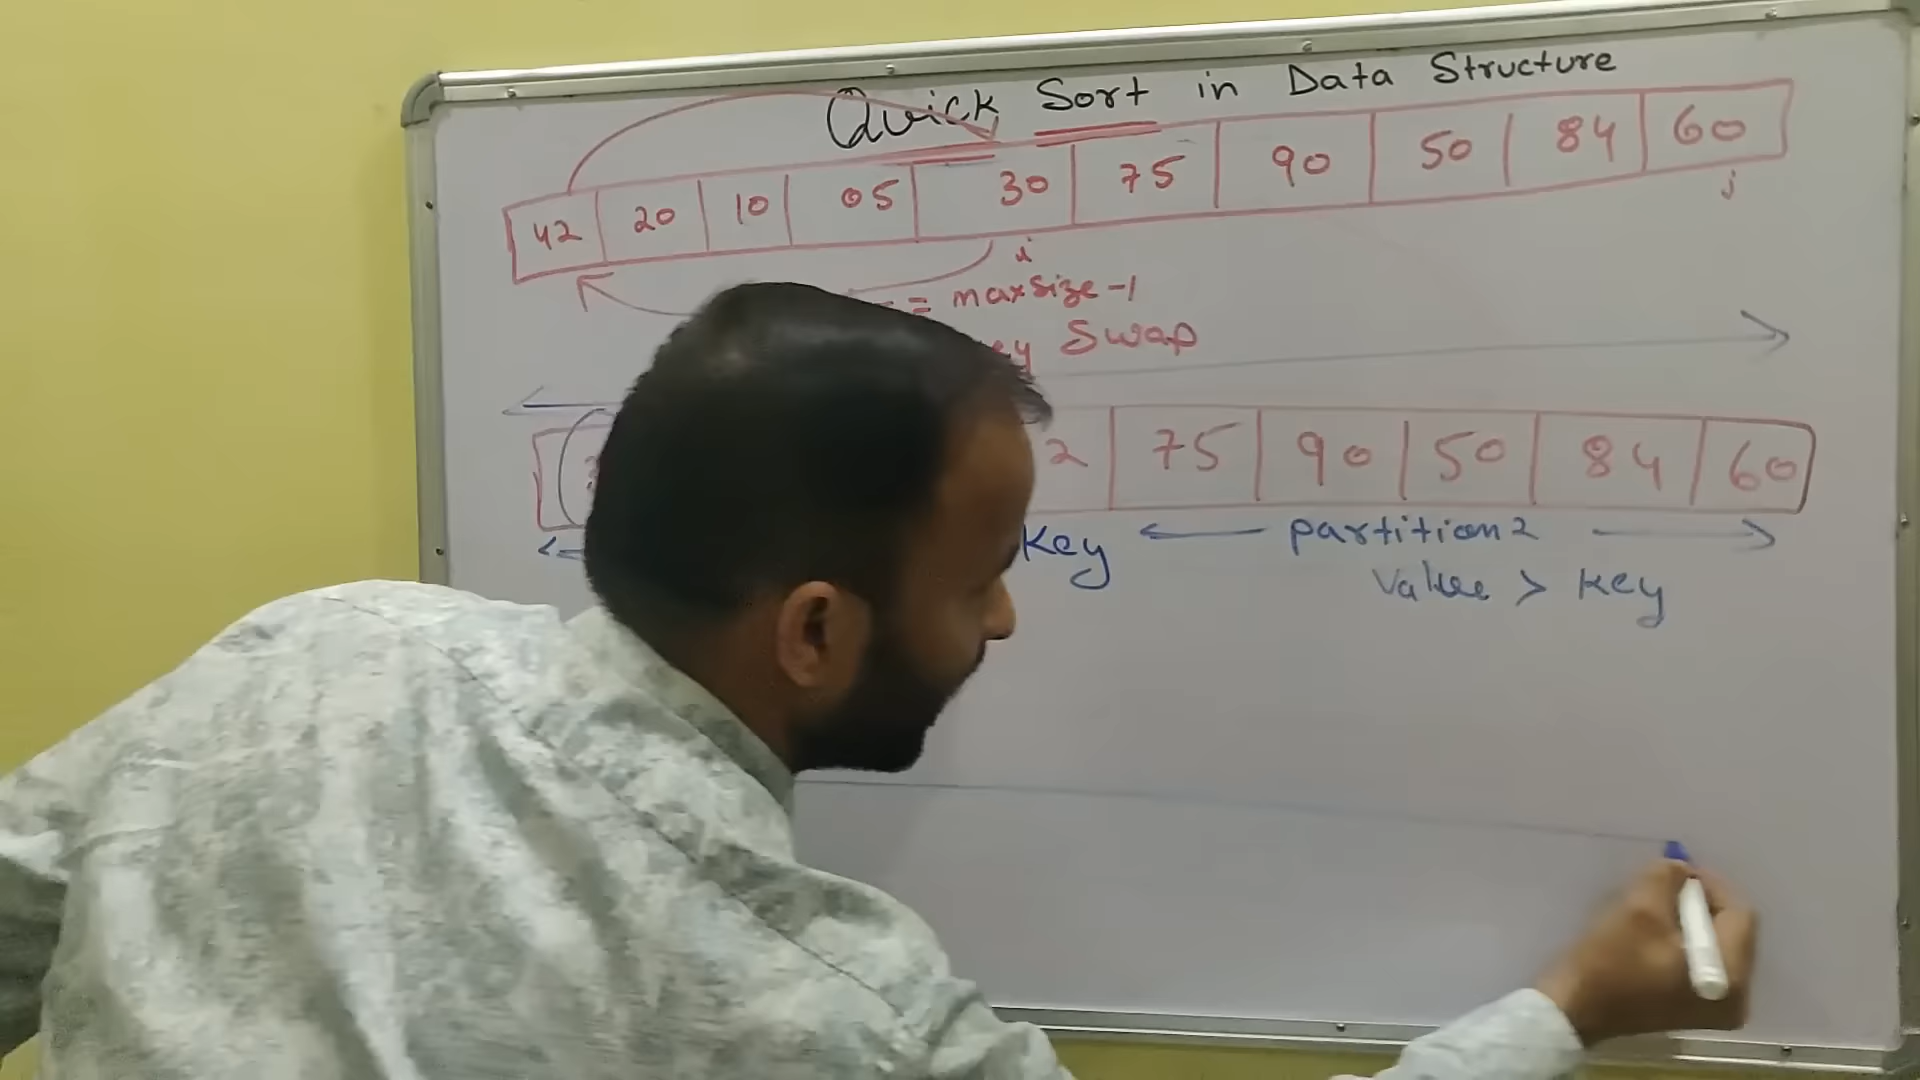 Quick Sort in Data Structure
42 20 10 05 30 75 90 50 84 60
i j
= maxsize-1
Swap
2 75 90 50 84 60
Key partition2
Value > key